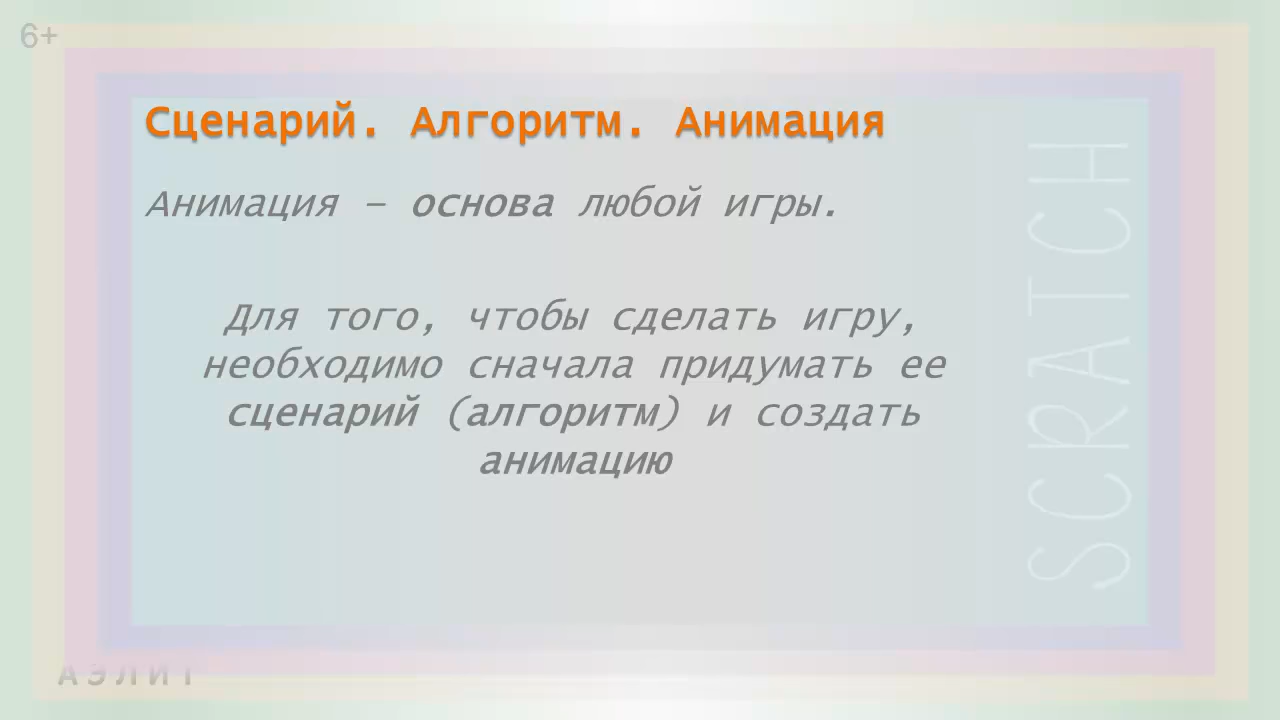 6+
Сценарий. Алгоритм. Анимация
Анимация – основа любой игры.
Для того, чтобы сделать игру,
необходимо сначала придумать ее
сценарий (алгоритм) и создать
анимацию
SCRATCH